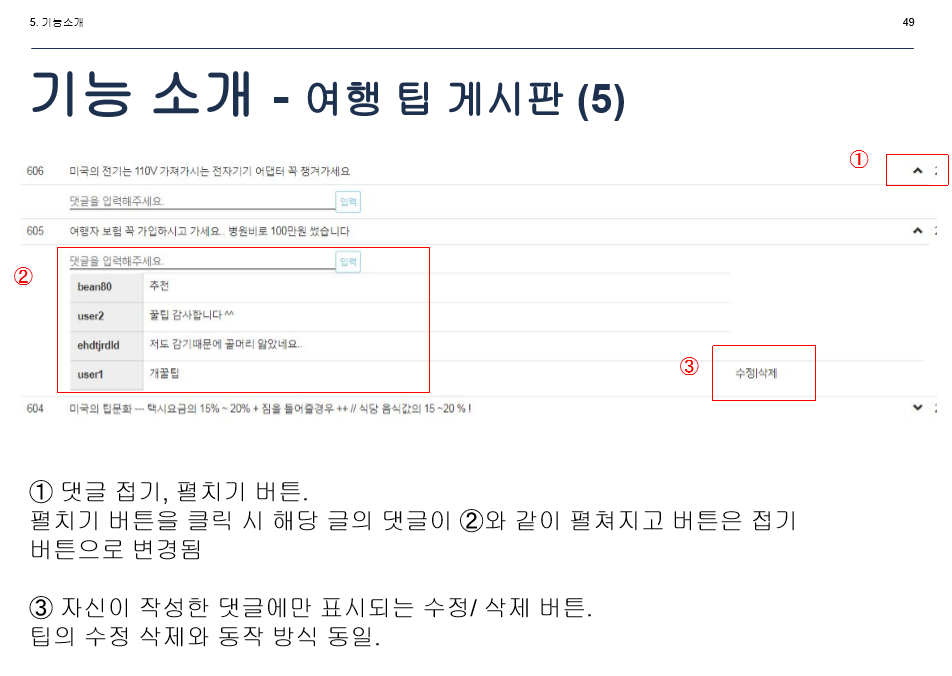 5. 기능소개
49
기능 소개 - 여행 팁 게시판 (5)
①
606 미국의 전기는 110V 가져가시는 전자기기 어댑터 꼭 챙겨가세요
댓글을 입력해주세요. 입력
605 여행자 보험 꼭 가입하시고 가세요.. 병원비로 100만원 썼습니다
②
댓글을 입력해주세요. 입력
bean80 추천
user2 꿀팁 감사합니다 ^^
ehdtjrdld 저도 감기때문에 골머리 앓았네요..
③
user1 개꿀팁 수정|삭제
604 미국의 팁문화 --- 택시요금의 15% ~ 20% + 짐을 들어줄경우 ++ // 식당 음식값의 15 ~20 % !
① 댓글 접기, 펼치기 버튼.
펼치기 버튼을 클릭 시 해당 글의 댓글이 ②와 같이 펼쳐지고 버튼은 접기
버튼으로 변경됨
③ 자신이 작성한 댓글에만 표시되는 수정/ 삭제 버튼.
팁의 수정 삭제와 동작 방식 동일.